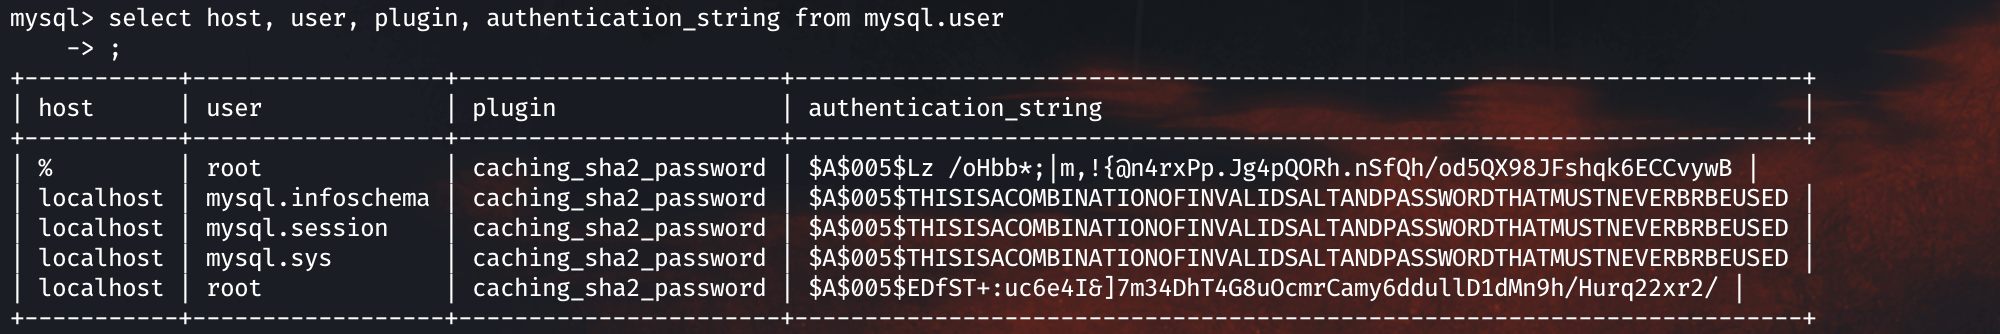 mysql> select host, user, plugin, authentication_string from mysql.user
    -> ;
+-----------+------------------+-----------------------+------------------------------------------------------------------------+
| host      | user             | plugin                | authentication_string                                                  |
+-----------+------------------+-----------------------+------------------------------------------------------------------------+
| %         | root             | caching_sha2_password | $A$005$Lz /oHbb*;|m,!{@n4rxPp.Jg4pQORh.nSfQh/od5QX98JFshqk6ECCvywB |
| localhost | mysql.infoschema | caching_sha2_password | $A$005$THISISACOMBINATIONOFINVALIDSALTANDPASSWORDTHATMUSTNEVERBRBEUSED |
| localhost | mysql.session    | caching_sha2_password | $A$005$THISISACOMBINATIONOFINVALIDSALTANDPASSWORDTHATMUSTNEVERBRBEUSED |
| localhost | mysql.sys        | caching_sha2_password | $A$005$THISISACOMBINATIONOFINVALIDSALTANDPASSWORDTHATMUSTNEVERBRBEUSED |
| localhost | root             | caching_sha2_password | $A$005$EDfST+:uc6e4I&]7m34DhT4G8uOcmrCamy6ddullD1dMn9h/Hurq22xr2/ |
+-----------+------------------+-----------------------+------------------------------------------------------------------------+